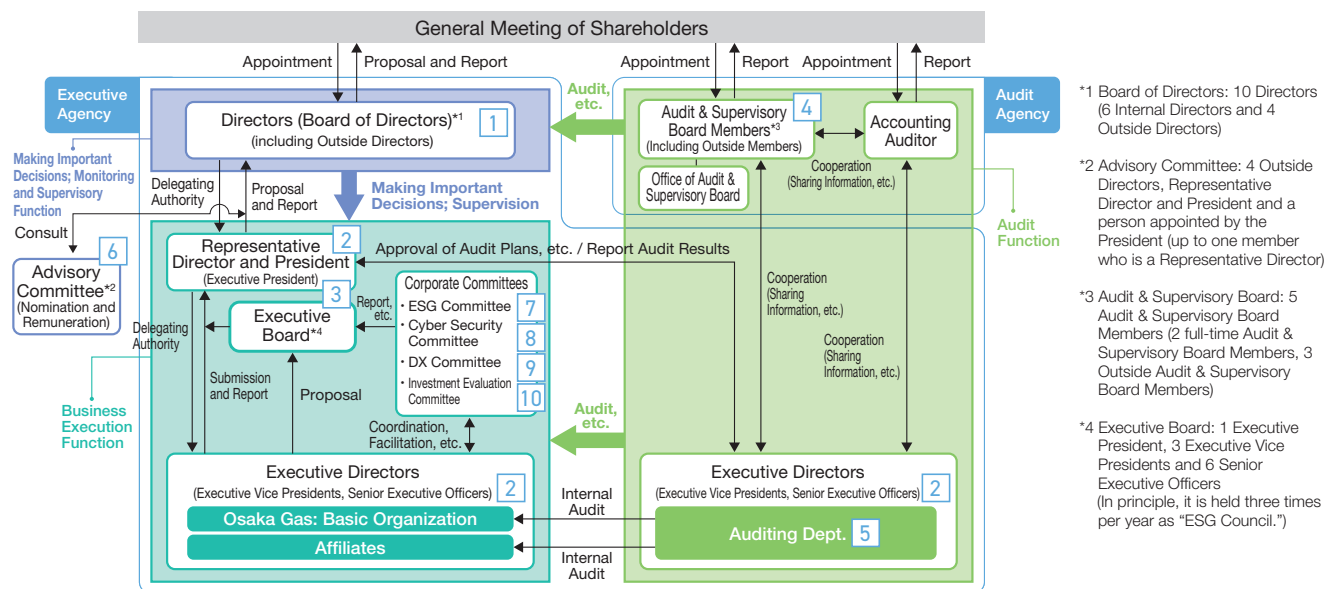 General Meeting of Shareholders
Appointment
Proposal and Report
Appointment
Report
Appointment
Report
Executive
Agency
Audit
Agency
Directors (Board of Directors)*1
(including Outside Directors)
1
Audit,
etc.
Audit & Supervisory
Board Members*3
(Including Outside Members)
4
Accounting
Auditor
Cooperation
(Sharing Information, etc.)
Office of Audit &
Supervisory Board
Making Important
Decisions; Monitoring
and Supervisory
Function
Delegating
Authority
Proposal
and Report
Making Important
Decisions; Supervision
Audit
Function
Consult
6
Advisory
Committee*2
(Nomination and
Remuneration)
Representative
Director and President
(Executive President)
2
Approval of Audit Plans, etc. / Report Audit Results
3
Executive
Board*4
Report,
etc.
Corporate Committees
・ESG Committee
7
・Cyber Security
Committee
8
・DX Committee
9
・Investment Evaluation
Committee
10
Cooperation
(Sharing
Information, etc.)
Cooperation
(Sharing
Information, etc.)
Delegating
Authority
Submission
and Report
Proposal
Coordination,
Facilitation, etc.
Audit,
etc.
Business
Execution
Function
Executive Directors
(Executive Vice Presidents, Senior Executive Officers)
2
Osaka Gas: Basic Organization
Affiliates
Internal
Audit
Internal
Audit
Executive Directors
(Executive Vice Presidents, Senior Executive Officers)
2
Auditing Dept.
5
*1 Board of Directors: 10 Directors
(6 Internal Directors and 4
Outside Directors)
*2 Advisory Committee: 4 Outside
Directors, Representative
Director and President and a
person appointed by the
President (up to one member
who is a Representative Director)
*3 Audit & Supervisory Board: 5
Audit & Supervisory Board
Members (2 full-time Audit &
Supervisory Board Members, 3
Outside Audit & Supervisory
Board Members)
*4 Executive Board: 1 Executive
President, 3 Executive Vice
Presidents and 6 Senior
Executive Officers
(In principle, it is held three times
per year as “ESG Council.”)